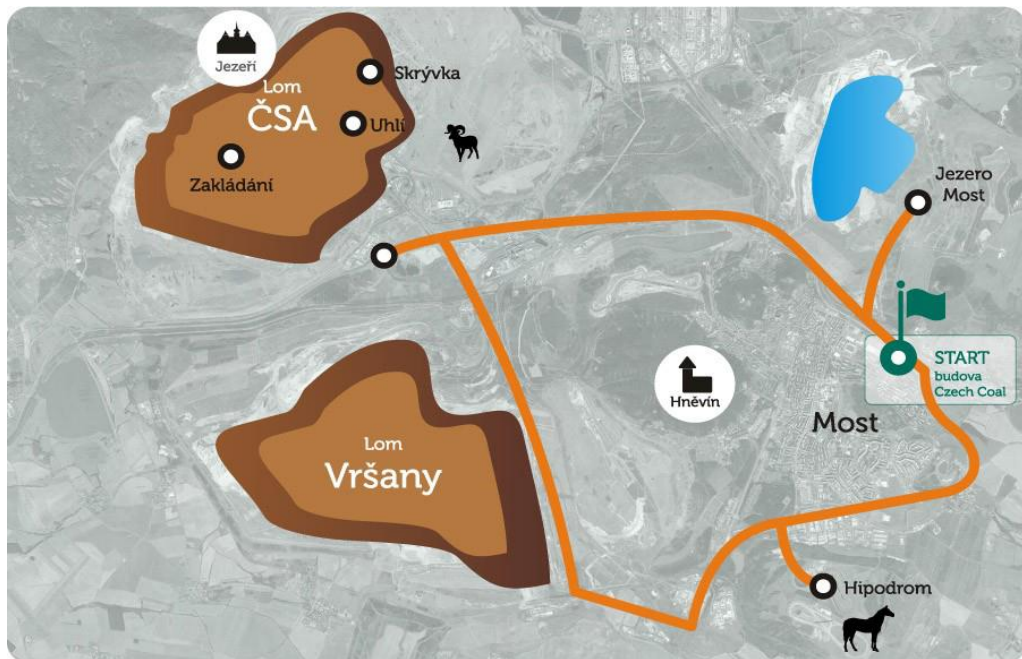 Jezeří
Skrývka
Lom
ČSA
Uhlí
Zakládání
Jezero
Most
START
budova
Czech Coal
Hněvín
Most
Lom
Vršany
Hipodrom